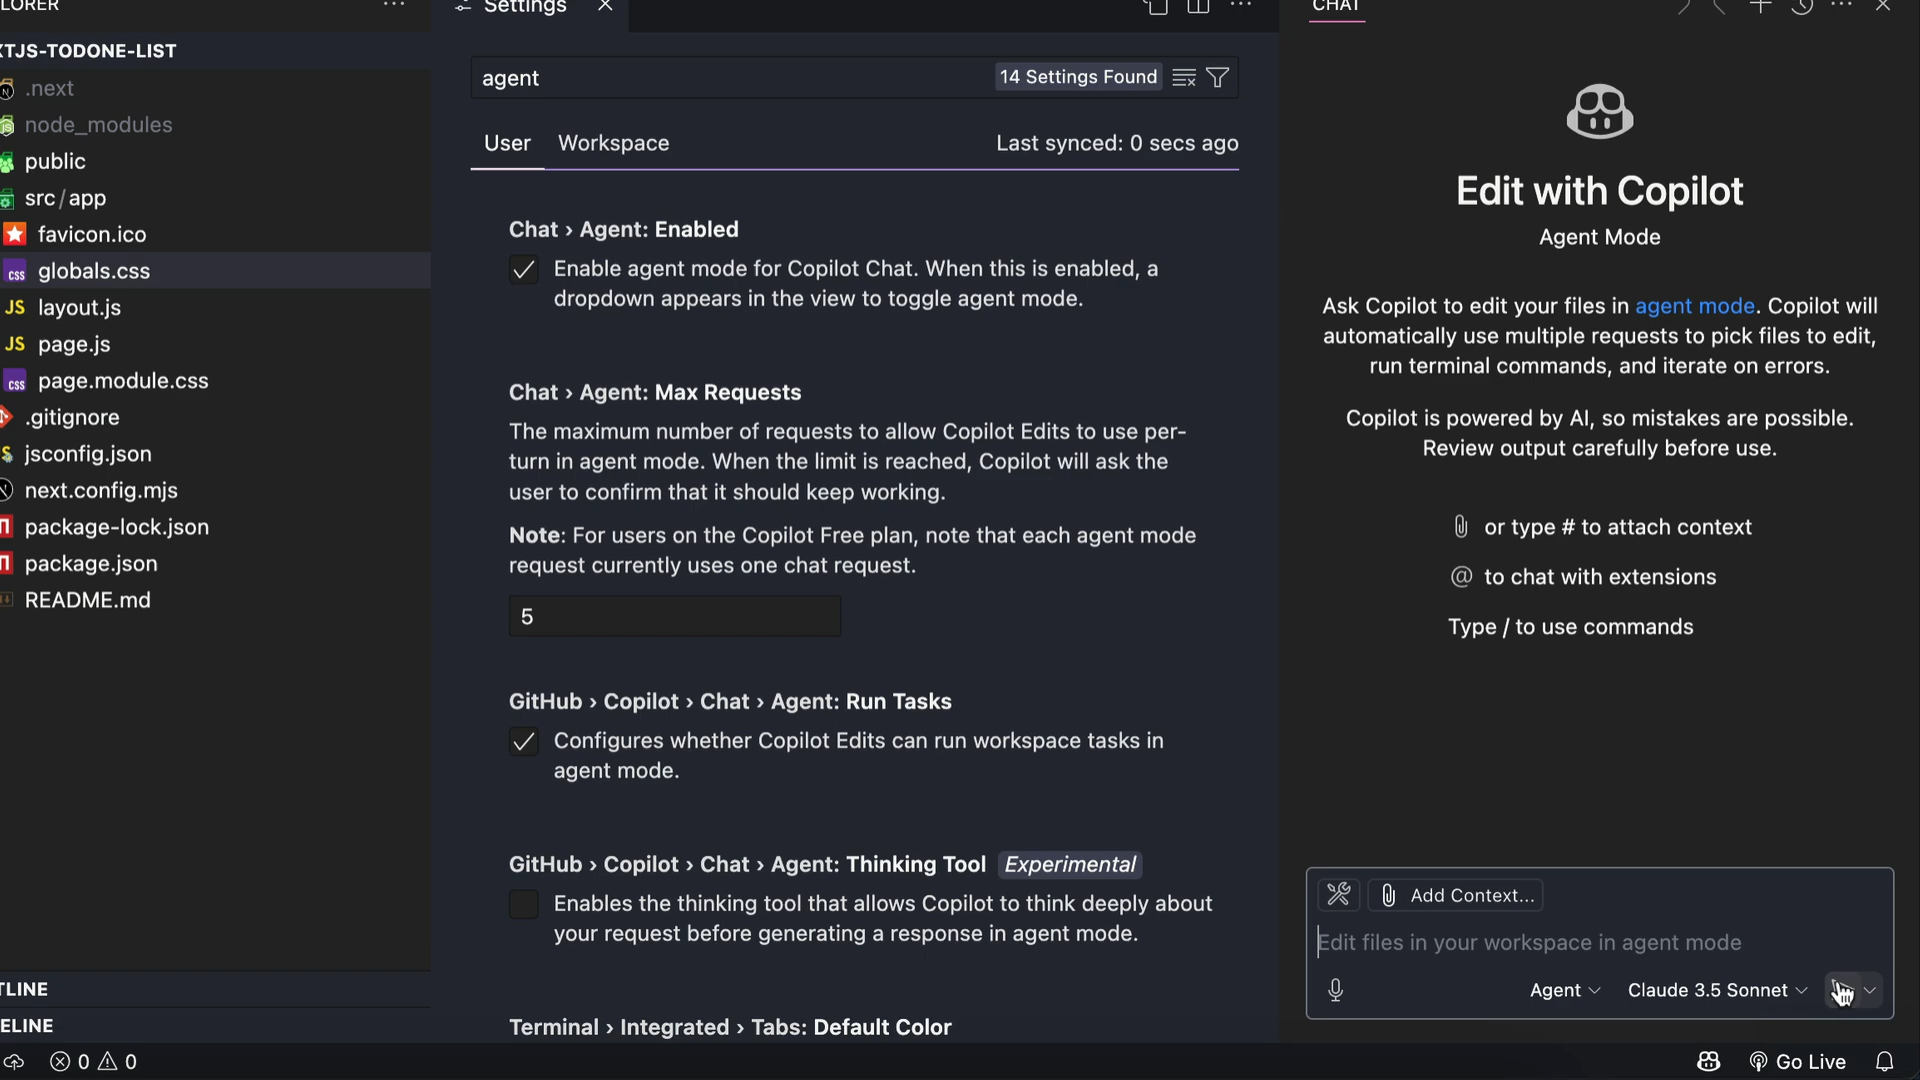 LORER
TJS-TODONE-LIST
.next
node_modules
public
src/app
favicon.ico
css globals.css
JS layout.js
JS page.js
css page.module.css
.gitignore
jsconfig.json
next.config.mjs
package-lock.json
package.json
README.md
TLINE
ELINE
0 0
Settings
agent
14 Settings Found
User Workspace Last synced: 0 secs ago
Chat › Agent: Enabled
Enable agent mode for Copilot Chat. When this is enabled, a
dropdown appears in the view to toggle agent mode.
Chat › Agent: Max Requests
The maximum number of requests to allow Copilot Edits to use per-
turn in agent mode. When the limit is reached, Copilot will ask the
user to confirm that it should keep working.
Note: For users on the Copilot Free plan, note that each agent mode
request currently uses one chat request.
5
GitHub › Copilot › Chat › Agent: Run Tasks
Configures whether Copilot Edits can run workspace tasks in
agent mode.
GitHub › Copilot › Chat › Agent: Thinking Tool Experimental
Enables the thinking tool that allows Copilot to think deeply about
your request before generating a response in agent mode.
Terminal › Integrated › Tabs: Default Color
CHAT
Edit with Copilot
Agent Mode
Ask Copilot to edit your files in agent mode. Copilot will
automatically use multiple requests to pick files to edit,
run terminal commands, and iterate on errors.
Copilot is powered by AI, so mistakes are possible.
Review output carefully before use.
or type # to attach context
@ to chat with extensions
Type / to use commands
Add Context...
Edit files in your workspace in agent mode
Agent Claude 3.5 Sonnet
Go Live